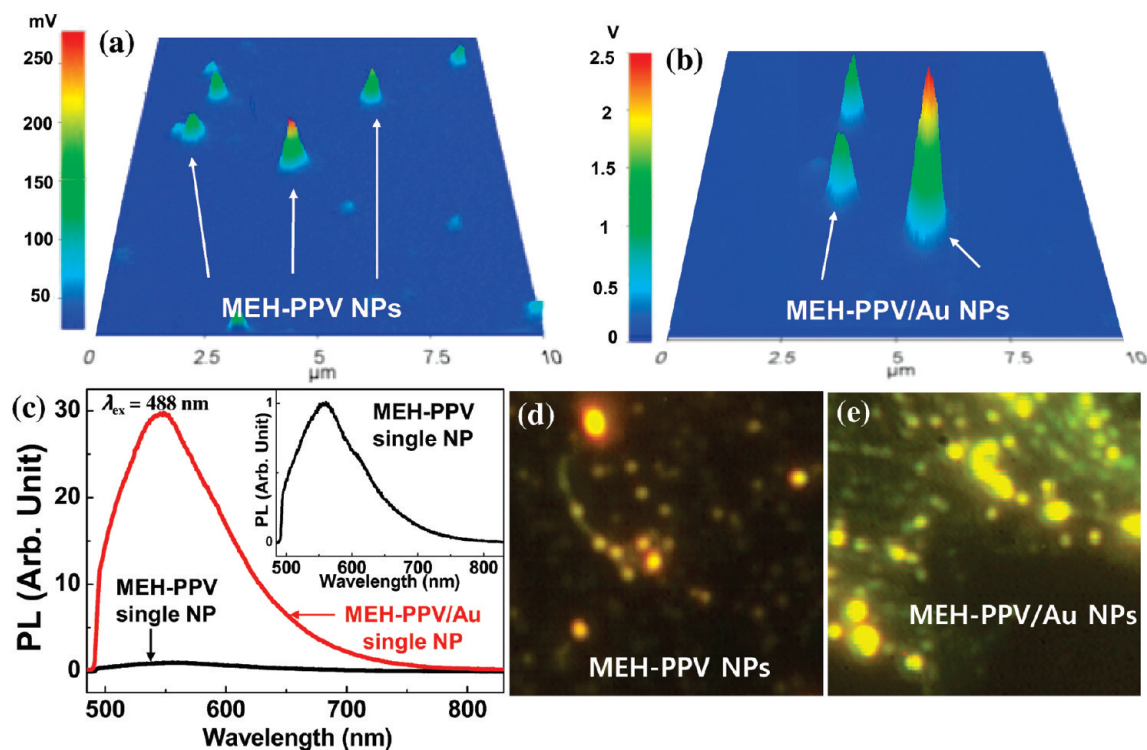 mV
(a)
250
200
150
100
50
MEH-PPV NPs
0
2.5
5
7.5
10
µm
V
(b)
2.5
2
1.5
1
0.5
0
MEH-PPV/Au NPs
0
2.5
5
7.5
10
µm
(c)
λex = 488 nm
PL (Arb. Unit)
30
20
10
0
MEH-PPV
single NP
MEH-PPV/Au
single NP
500
600
700
800
Wavelength (nm)
MEH-PPV
single NP
PL (Arb. Unit)
1
0
500
600
700
800
Wavelength (nm)
(d)
MEH-PPV NPs
(e)
MEH-PPV/Au NPs